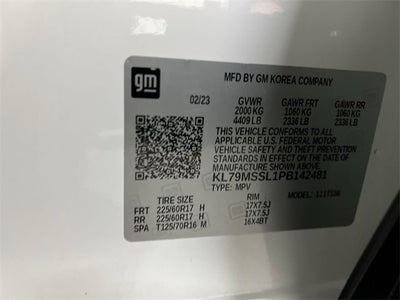 gm
MFD BY GM KOREA COMPANY
02/23 GVWR GAWR FRT GAWR RR
2000 KG 1060 KG 1060 KG
4409 LB 2336 LB 2336 LB
THIS VEHICLE CONFORMS TO ALL
APPLICABLE U.S. FEDERAL MOTOR
VEHICLE SAFETY AND THEFT
PREVENTION STANDARDS IN EFFECT
ON THE DATE OF MANUFACTURE
SHOWN ABOVE.
KL79MSSL1PB142481
TYPE: MPV
TIRE SIZE RIM
FRT 225/60R17 H 17X7.5J
RR 225/60R17 H 17X7.5J
SPA T125/70R16 M 16X4BT